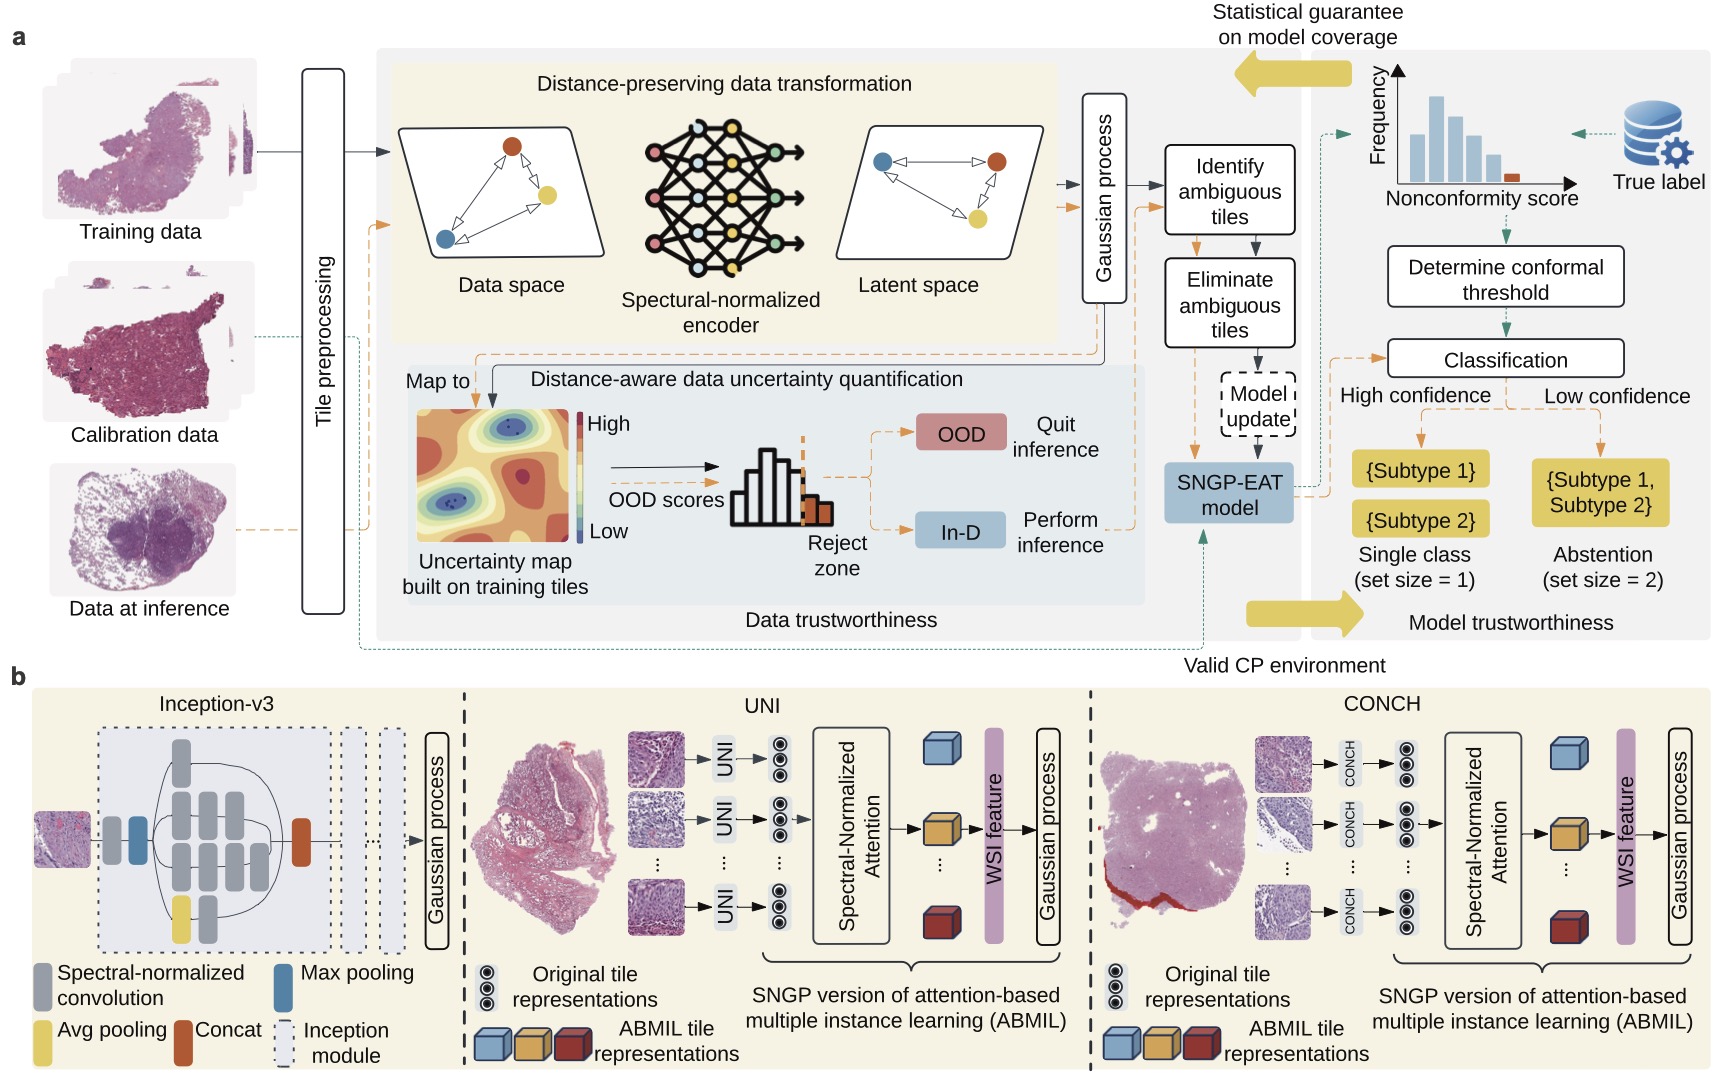 a
Statistical guarantee
on model coverage
Training data
Calibration data
Data at inference
Tile preprocessing
Distance-preserving data transformation
Data space
Spectural-normalized
encoder
Latent space
Gaussian process
Map to
Distance-aware data uncertainty quantification
High
Low
Uncertainty map
built on training tiles
OOD scores
Reject
zone
OOD
In-D
Quit
inference
Perform
inference
Data trustworthiness
Identify
ambiguous
tiles
Eliminate
ambiguous
tiles
Model
update
SNGP-EAT
model
Frequency
Nonconformity score
True label
Determine conformal
threshold
Classification
High confidence
Low confidence
{Subtype 1}
{Subtype 2}
{Subtype 1,
Subtype 2}
Single class
(set size = 1)
Abstention
(set size = 2)
Model trustworthiness
Valid CP environment
b
Inception-v3
Gaussian process
Spectral-normalized
convolution
Max pooling
Avg pooling
Concat
Inception
module
UNI
UNI
UNI
...
...
...
UNI
Spectral-Normalized
Attention
...
WSI feature
Gaussian process
Original tile
representations
ABMIL tile
representations
SNGP version of attention-based
multiple instance learning (ABMIL)
CONCH
CONCH
CONCH
...
...
...
CONCH
Spectral-Normalized
Attention
...
WSI feature
Gaussian process
Original tile
representations
ABMIL tile
representations
SNGP version of attention-based
multiple instance learning (ABMIL)